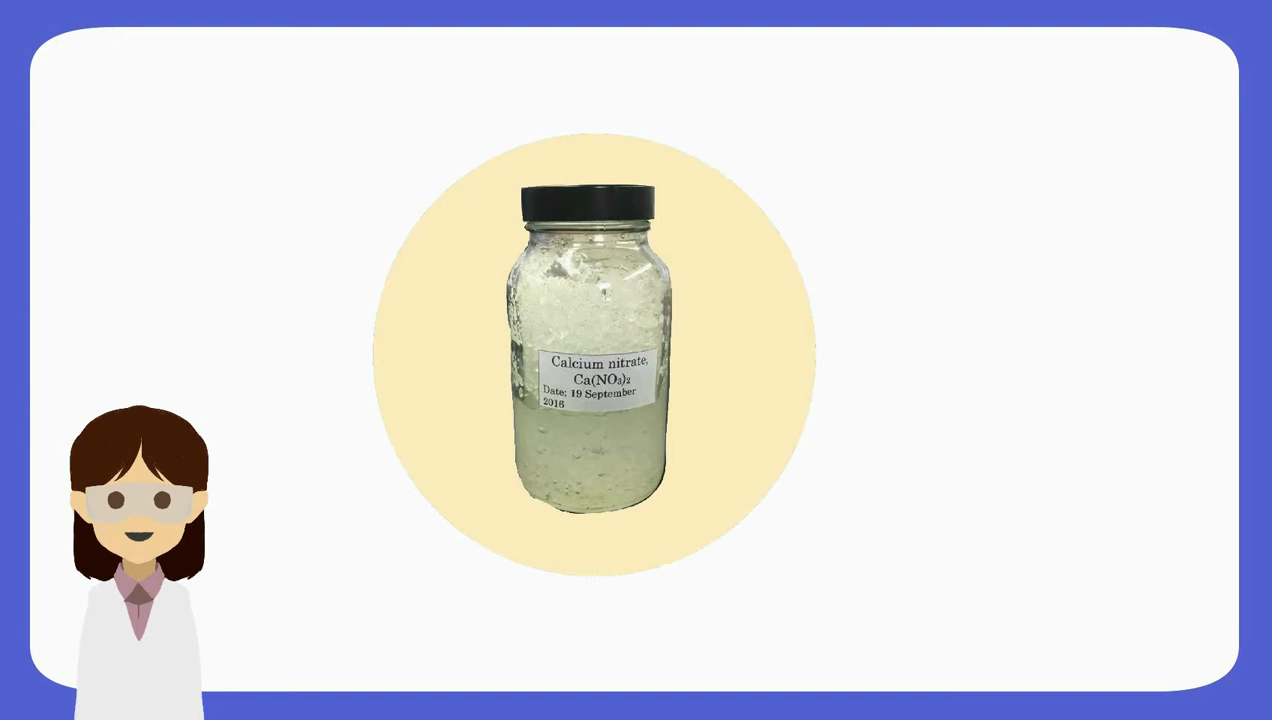 Calcium nitrate,
Ca(NO₃)₂
Date: 19 September
2016